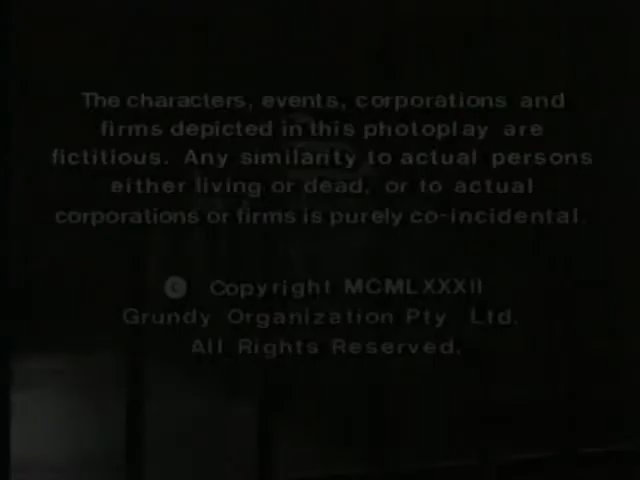 The characters, events, corporations and
firms depicted in this photoplay are
fictitious. Any similarity to actual persons
either living or dead, or to actual
corporations or firms is purely co-incidental.
© Copyright MCMLXXXII
Grundy Organization Pty Ltd.
All Rights Reserved.